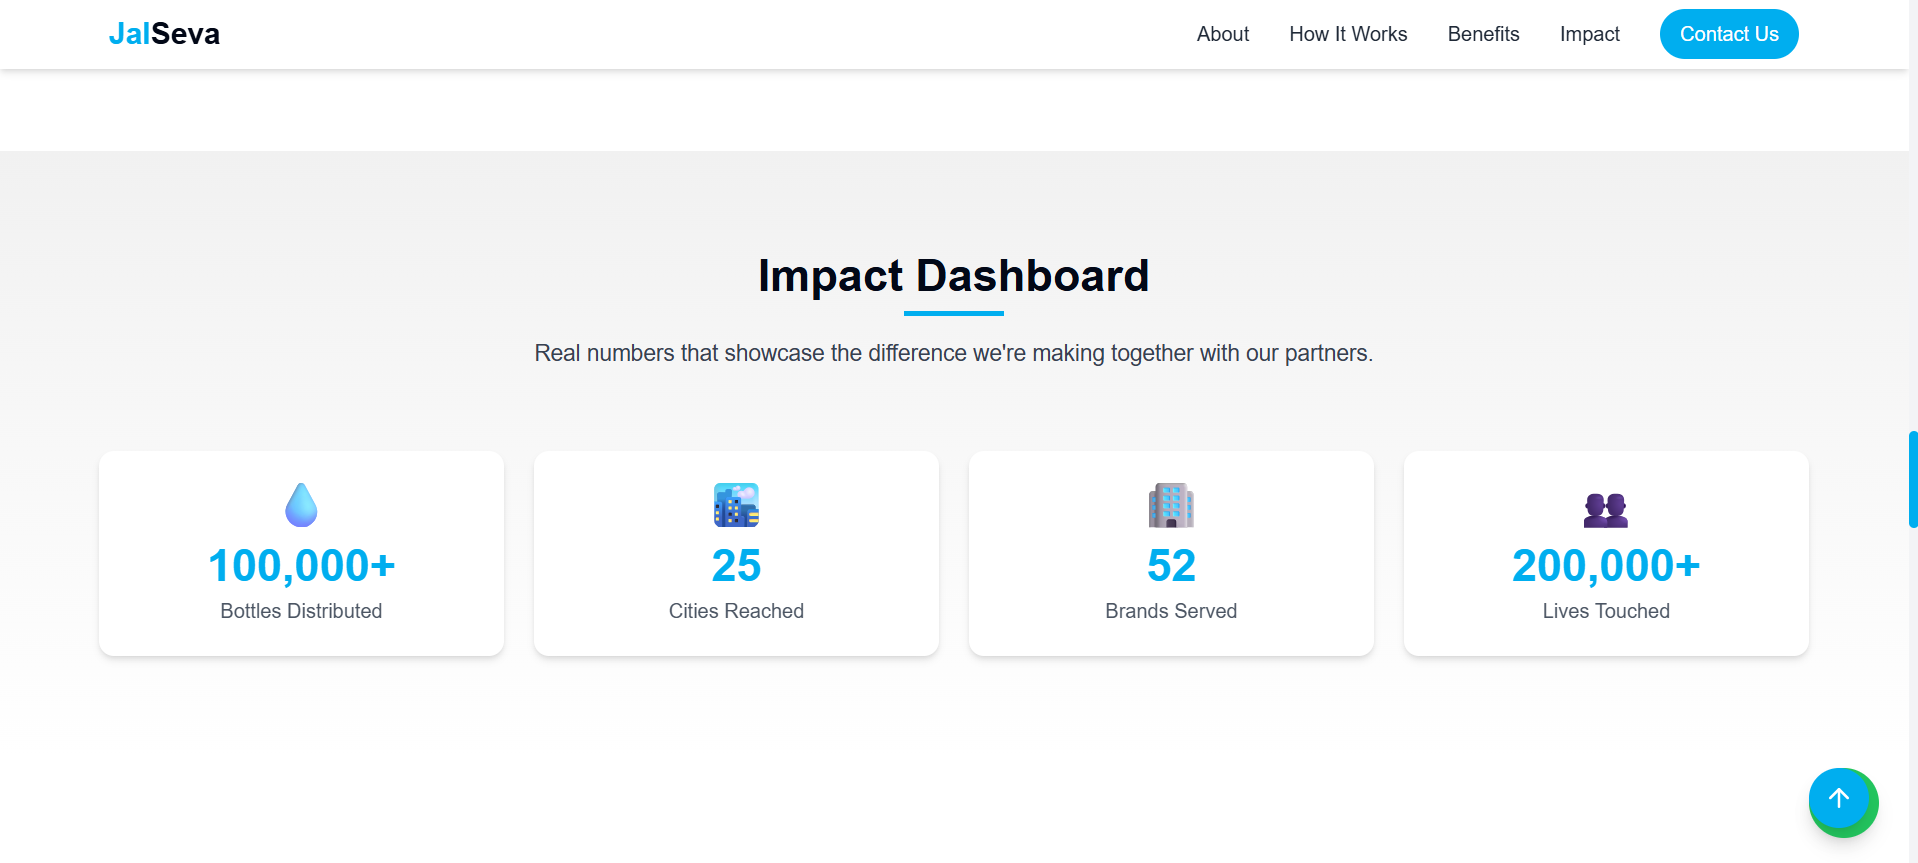 JalSeva
About
How It Works
Benefits
Impact
Contact Us
Impact Dashboard
Real numbers that showcase the difference we're making together with our partners.
100,000+
Bottles Distributed
25
Cities Reached
52
Brands Served
200,000+
Lives Touched